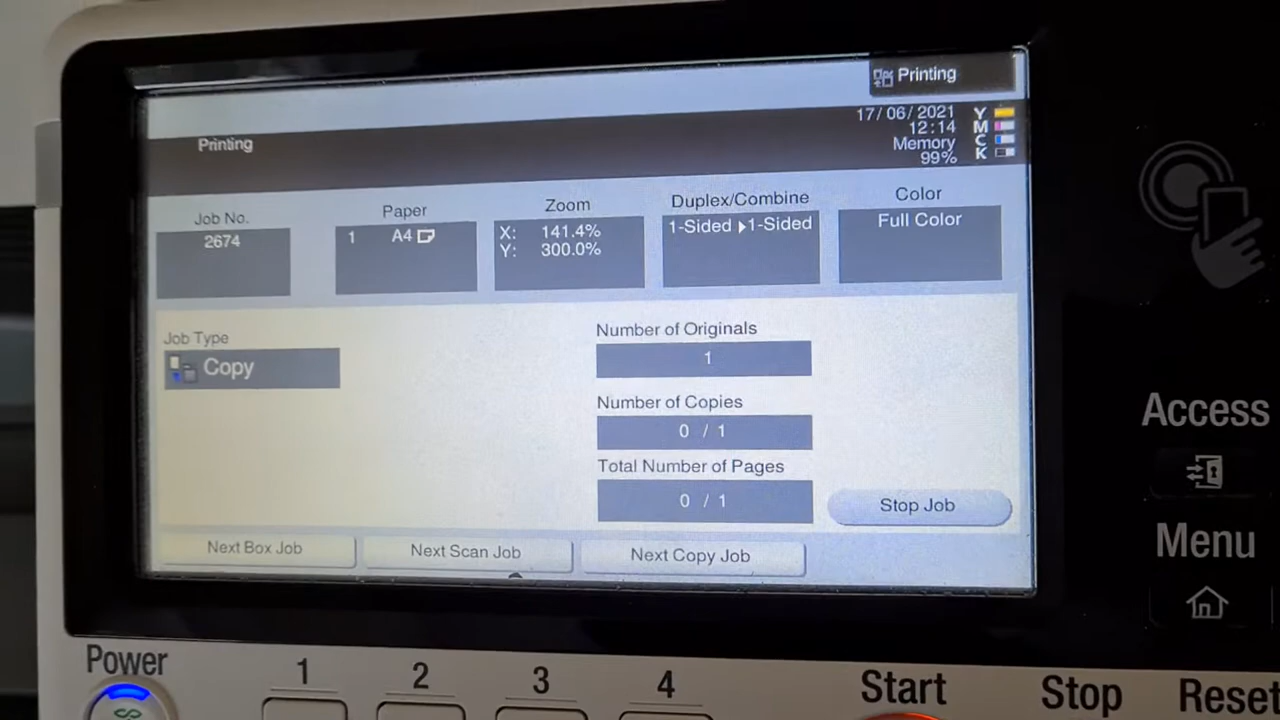 Printing
17/06/2021 Y
12:14 M
Printing
Memory C
99% K
Job No.
2674
Paper
1 A4
Zoom
X: 141.4%
Y: 300.0%
Duplex/Combine
1-Sided ▶1-Sided
Color
Full Color
Job Type
Copy
Number of Originals
1
Number of Copies
0 / 1
Total Number of Pages
0 / 1
Stop Job
Next Box Job
Next Scan Job
Next Copy Job
Access
Menu
Power
1
2
3
4
Start
Stop
Reset